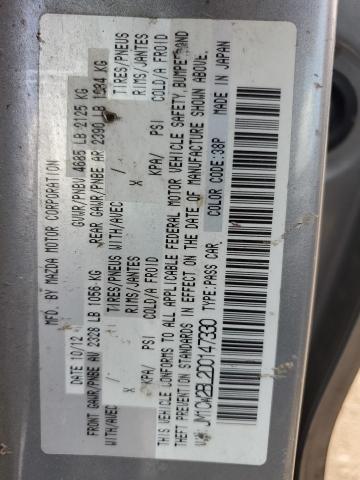 MFD. BY MAZDA MOTOR CORPORATION
DATE 10/12 GVWR/PNBV 4685 LB 2125 KG
FRONT GAWR/PNBE AV 2328 LB 1056 KG REAR GAWR/PNBE AR 2390 LB 1084 KG
WITH/AVEC TIRES/PNEUS WITH/AVEC TIRES/PNEUS
X RIMS/JANTES X RIMS/JANTES
KPA/ PSI COLD/A FROID KPA/ PSI COLD/A FROID
THIS VEHICLE CONFORMS TO ALL APPLICABLE FEDERAL MOTOR VEHICLE SAFETY, BUMPER, AND
THEFT PREVENTION STANDARDS IN EFFECT ON THE DATE OF MANUFACTURE SHOWN ABOVE.
COLOR CODE:38P MADE IN JAPAN
TYPE:PASS CAR